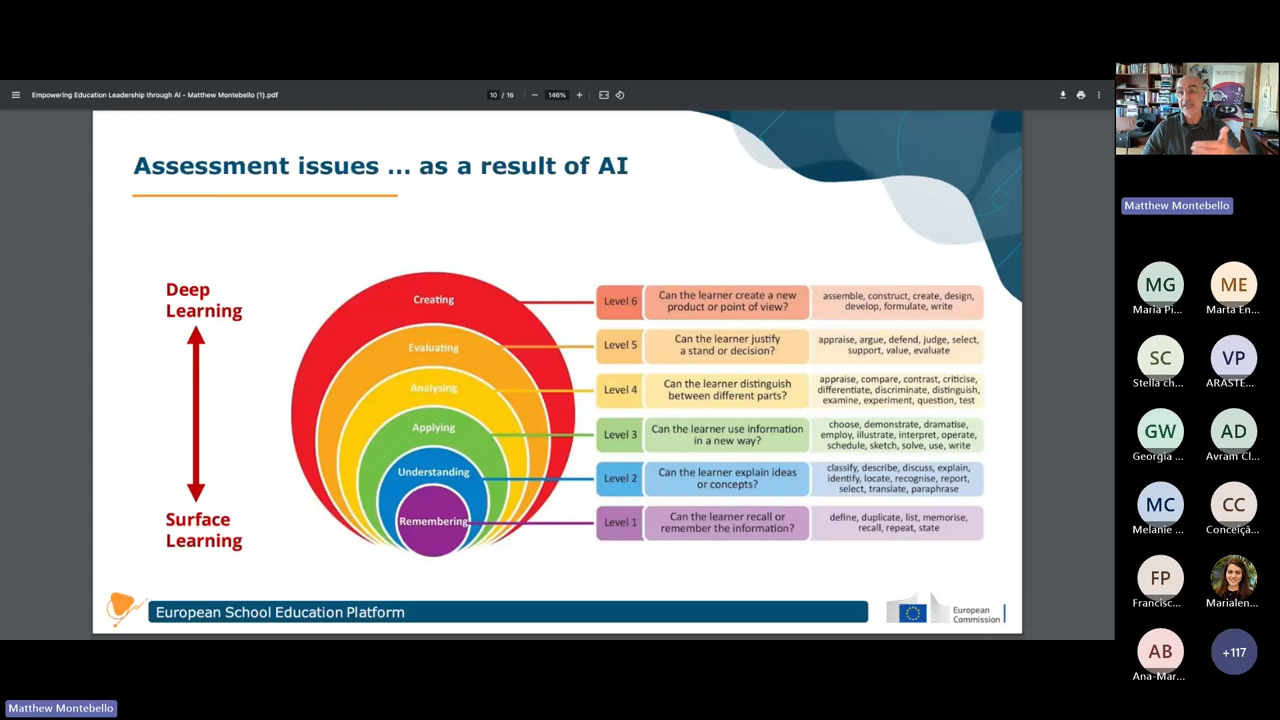 Empowering Education Leadership through AI - Matthew Montebello (1).pdf
10 / 16
146%
Assessment issues ... as a result of AI
Deep
Learning
Surface
Learning
Creating
Evaluating
Analysing
Applying
Understanding
Remembering
Level 6
Can the learner create a new
product or point of view?
assemble, construct, create, design,
develop, formulate, write
Level 5
Can the learner justify
a stand or decision?
appraise, argue, defend, judge, select,
support, value, evaluate
Level 4
Can the learner distinguish
between different parts?
appraise, compare, contrast, criticise,
differentiate, discriminate, distinguish,
examine, experiment, question, test
Level 3
Can the learner use information
in a new way?
choose, demonstrate, dramatise,
employ, illustrate, interpret, operate,
schedule, sketch, solve, use, write
Level 2
Can the learner explain ideas
or concepts?
classify, describe, discuss, explain,
identify, locate, recognise, report,
select, translate, paraphrase
Level 1
Can the learner recall or
remember the information?
define, duplicate, list, memorise,
recall, repeat, state
European School Education Platform
European
Commission
Matthew Montebello
MG
Maria Pi...
ME
Marta En...
SC
Stella ch...
VP
ARASTE...
GW
Georgia ...
AD
Avram Cl...
MC
Melanie ...
CC
Conceiçã...
FP
Francisc...
Marialen...
AB
Ana-Mar...
+117
Matthew Montebello